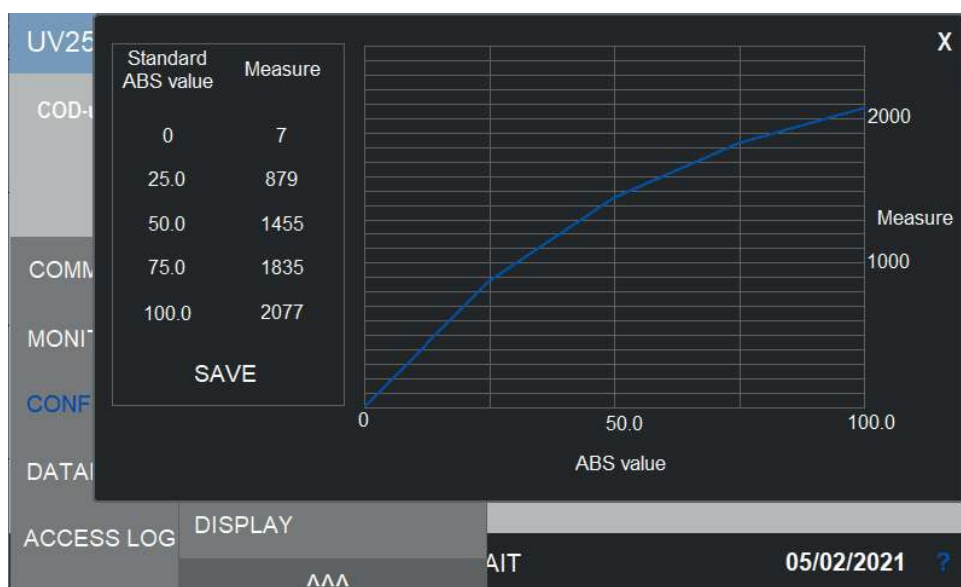 UV25
X
Standard
ABS value
Measure
0 7
25.0 879
50.0 1455
75.0 1835
100.0 2077
SAVE
2000
Measure
1000
0 50.0 100.0
ABS value
COD-
COMM
MONIT
CONF
DATA
ACCESS LOG
DISPLAY
AIT
05/02/2021 ?